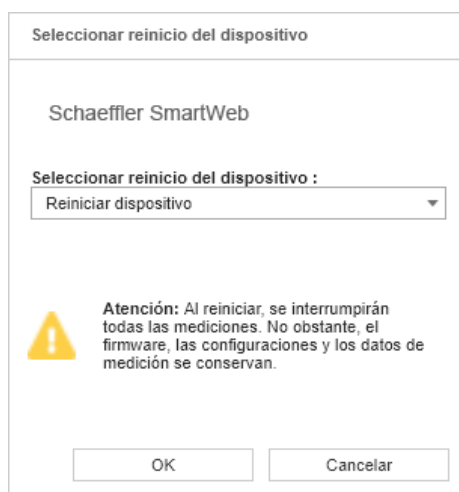 Seleccionar reinicio del dispositivo
Schaeffler SmartWeb
Seleccionar reinicio del dispositivo :
Reiniciar dispositivo
Atención: Al reiniciar, se interrumpirán
todas las mediciones. No obstante, el
firmware, las configuraciones y los datos de
medición se conservan.
OK
Cancelar